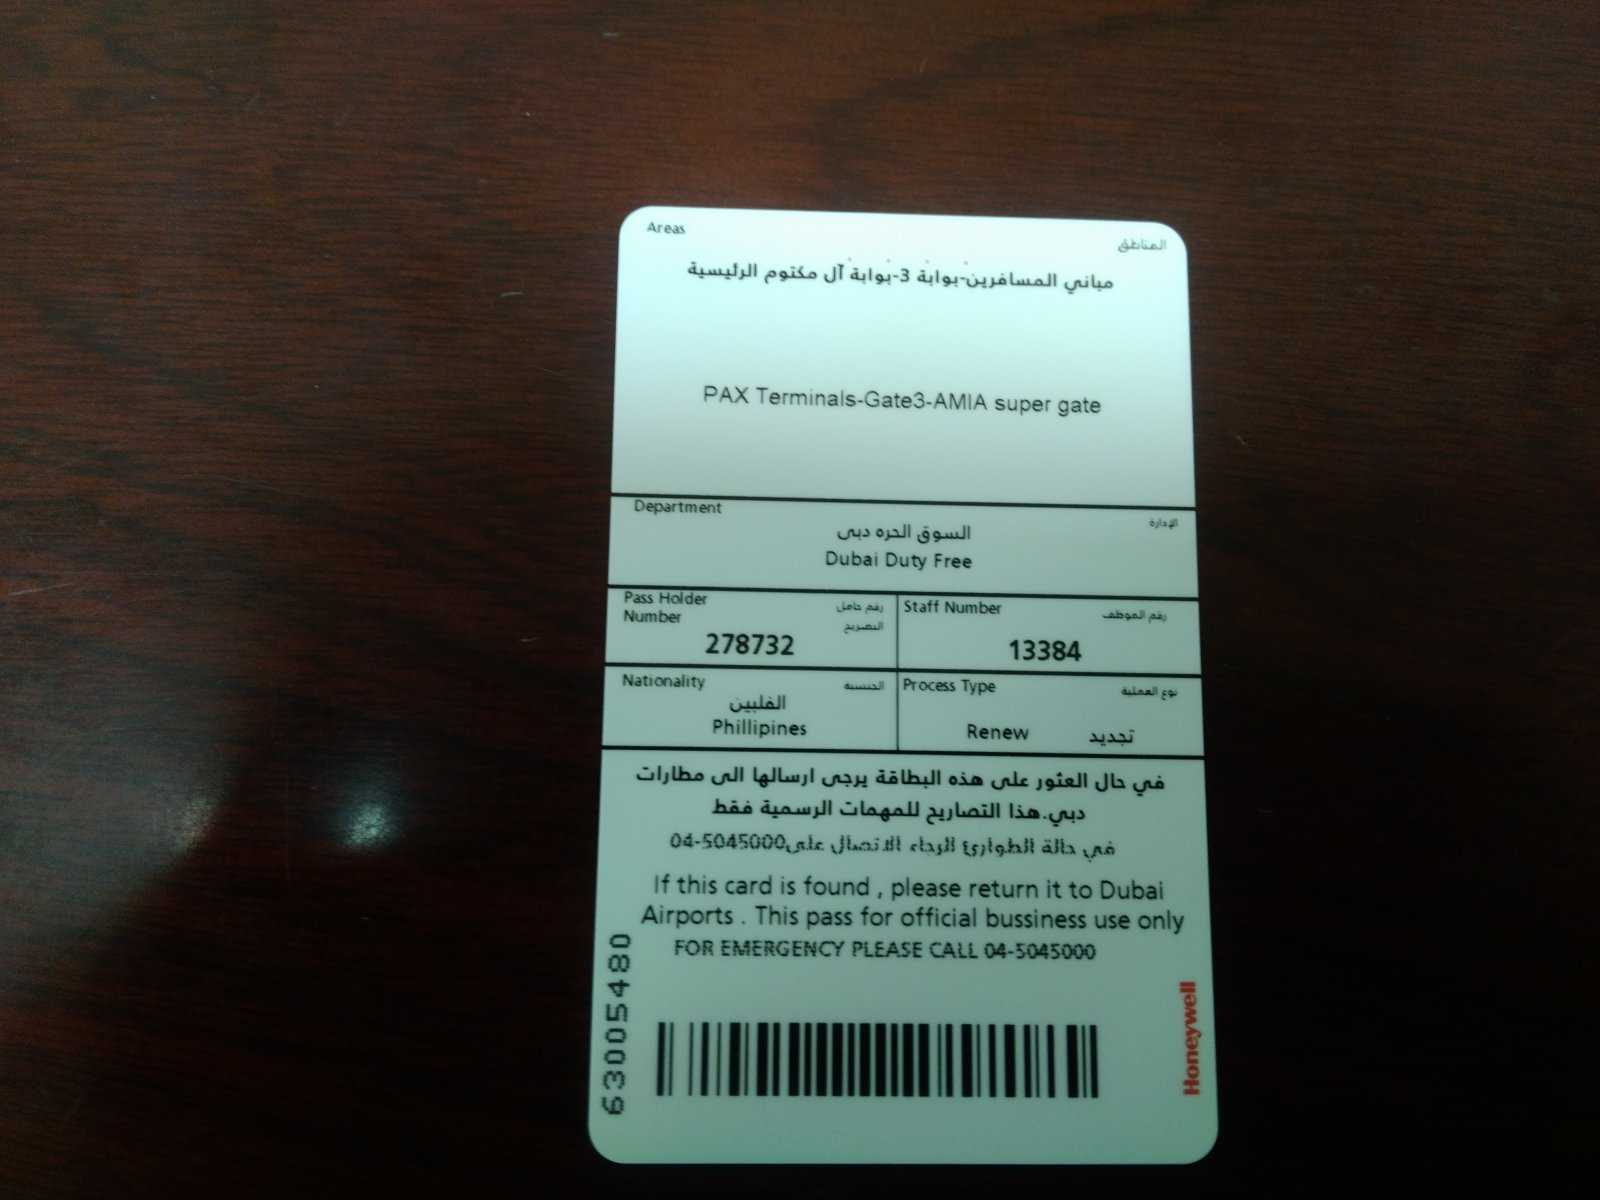 Areas
المناطق
مباني المسافرين-بوابة 3-بوابة آل مكتوم الرئيسية
PAX Terminals-Gate3-AMIA super gate
Department
الإدارة
السوق الحره دبى
Dubai Duty Free
Pass Holder
Number
رقم حامل
التصريح
278732
Staff Number
رقم الموظف
13384
Nationality
الجنسية
الفلبين
Phillipines
Process Type
نوع العملية
Renew
تجديد
في حال العثور على هذه البطاقة يرجى ارسالها الى مطارات
دبي.هذا التصاريح للمهمات الرسمية فقط
في حالة الطوارئ الرجاء الاتصال على04-5045000
If this card is found , please return it to Dubai
Airports . This pass for official bussiness use only
FOR EMERGENCY PLEASE CALL 04-5045000
63005480
Honeywell